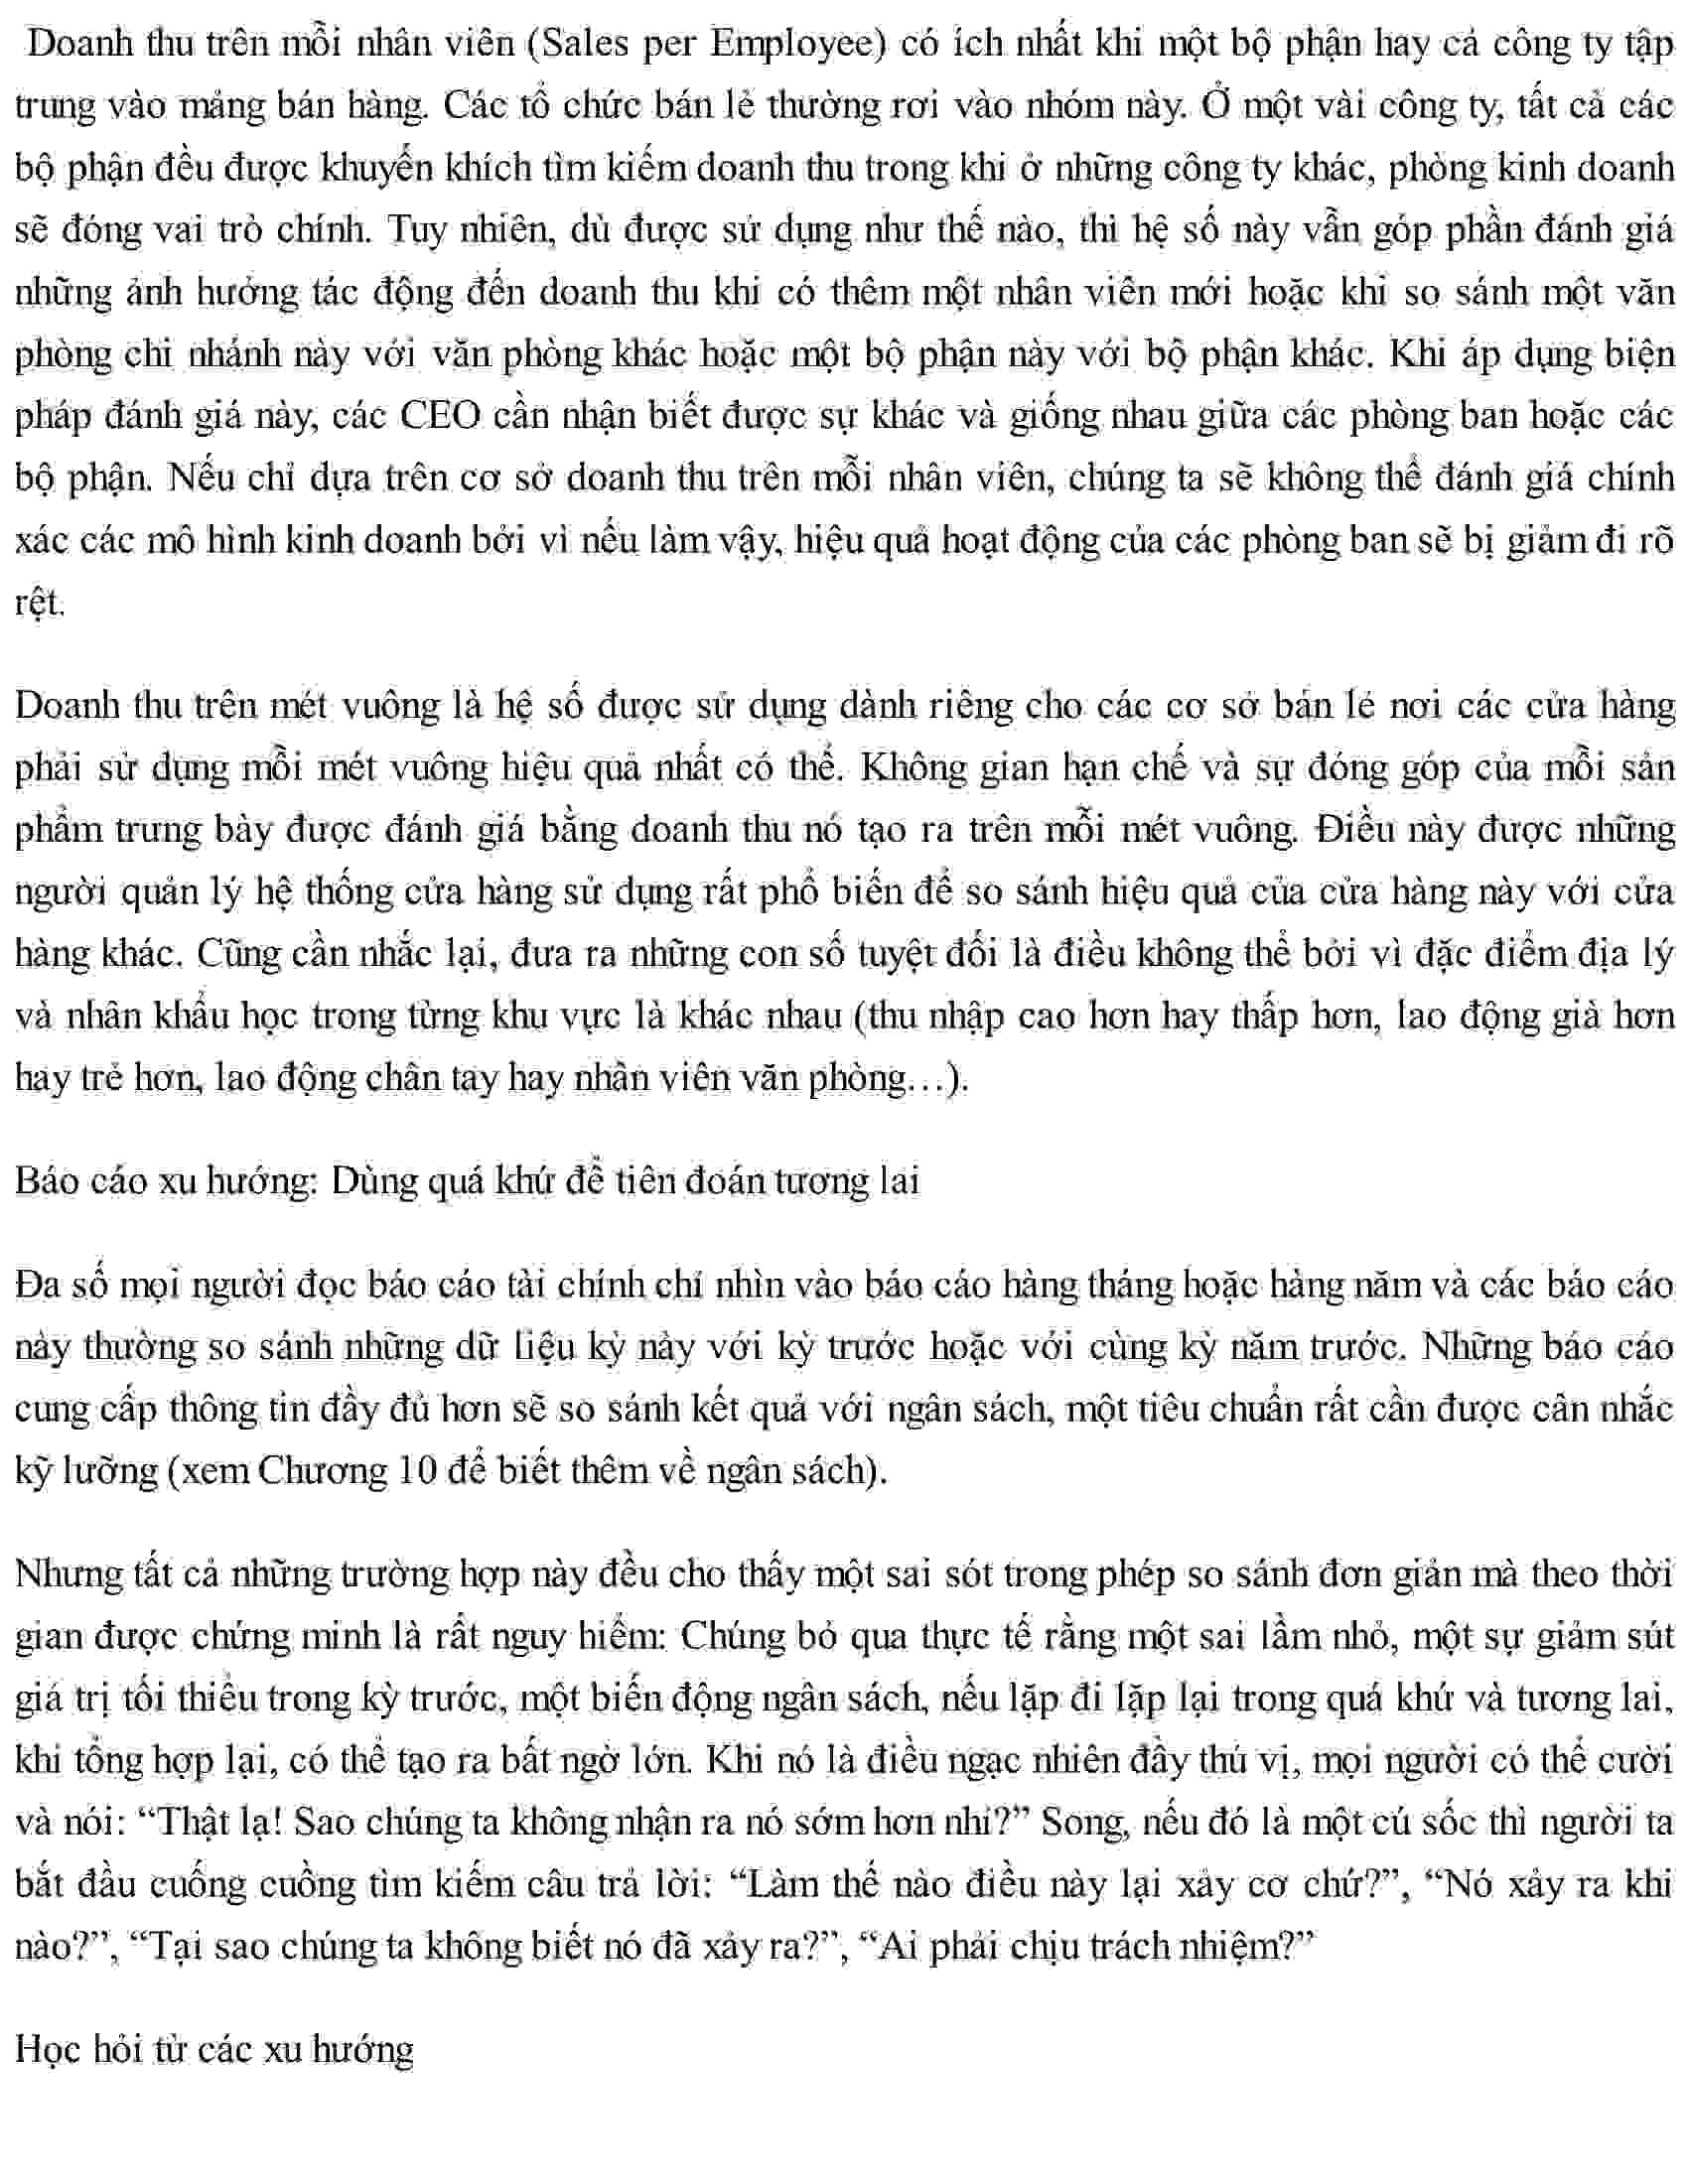 Doanh thu trên mỗi nhân viên (Sales per Employee) có ích nhất khi một bộ phận hay cả công ty tập
trung vào mảng bán hàng. Các tổ chức bán lẻ thường rơi vào nhóm này. Ở một vài công ty, tất cả các
bộ phận đều được khuyến khích tìm kiếm doanh thu trong khi ở những công ty khác, phòng kinh doanh
sẽ đóng vai trò chính. Tuy nhiên, dù được sử dụng như thế nào, thì hệ số này vẫn góp phần đánh giá
những ảnh hưởng tác động đến doanh thu khi có thêm một nhân viên mới hoặc khi so sánh một văn
phòng chi nhánh này với văn phòng khác hoặc một bộ phận này với bộ phận khác. Khi áp dụng biện
pháp đánh giá này, các CEO cần nhận biết được sự khác và giống nhau giữa các phòng ban hoặc các
bộ phận. Nếu chỉ dựa trên cơ sở doanh thu trên mỗi nhân viên, chúng ta sẽ không thể đánh giá chính
xác các mô hình kinh doanh bởi vì nếu làm vậy, hiệu quả hoạt động của các phòng ban sẽ bị giảm đi rõ
rệt.
Doanh thu trên mét vuông là hệ số được sử dụng dành riêng cho các cơ sở bán lẻ nơi các cửa hàng
phải sử dụng mỗi mét vuông hiệu quả nhất có thể. Không gian hạn chế và sự đóng góp của mỗi sản
phẩm trưng bày được đánh giá bằng doanh thu nó tạo ra trên mỗi mét vuông. Điều này được những
người quản lý hệ thống cửa hàng sử dụng rất phổ biến để so sánh hiệu quả của cửa hàng này với cửa
hàng khác. Cũng cần nhắc lại, đưa ra những con số tuyệt đối là điều không thể bởi vì đặc điểm địa lý
và nhân khẩu học trong từng khu vực là khác nhau (thu nhập cao hơn hay thấp hơn, lao động già hơn
hay trẻ hơn, lao động chân tay hay nhân viên văn phòng…).
Báo cáo xu hướng: Dùng quá khứ để tiên đoán tương lai
Đa số mọi người đọc báo cáo tài chính chỉ nhìn vào báo cáo hàng tháng hoặc hàng năm và các báo cáo
này thường so sánh những dữ liệu kỳ này với kỳ trước hoặc với cùng kỳ năm trước. Những báo cáo
cung cấp thông tin đầy đủ hơn sẽ so sánh kết quả với ngân sách, một tiêu chuẩn rất cần được cân nhắc
kỹ lưỡng (xem Chương 10 để biết thêm về ngân sách).
Nhưng tất cả những trường hợp này đều cho thấy một sai sót trong phép so sánh đơn giản mà theo thời
gian được chứng minh là rất nguy hiểm: Chúng bỏ qua thực tế rằng một sai lầm nhỏ, một sự giảm sút
giá trị tối thiểu trong kỳ trước, một biến động ngân sách, nếu lặp đi lặp lại trong quá khứ và tương lai,
khi tổng hợp lại, có thể tạo ra bất ngờ lớn. Khi nó là điều ngạc nhiên đầy thú vị, mọi người có thể cười
và nói: “Thật lạ! Sao chúng ta không nhận ra nó sớm hơn nhỉ?” Song, nếu đó là một cú sốc thì người ta
bắt đầu cuống cuồng tìm kiếm câu trả lời: “Làm thế nào điều này lại xảy cơ chứ?”, “Nó xảy ra khi
nào?”, “Tại sao chúng ta không biết nó đã xảy ra?”, “Ai phải chịu trách nhiệm?”
Học hỏi từ các xu hướng